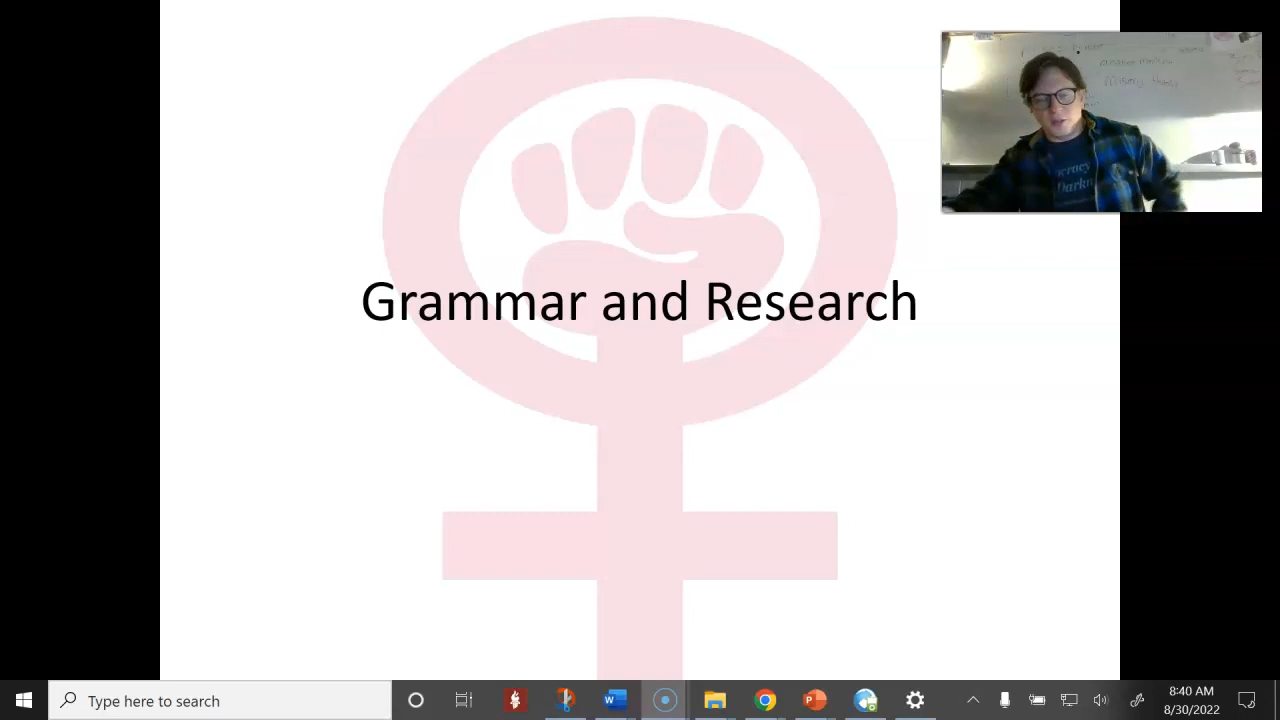 Grammar and Research
Type here to search
8:40 AM
8/30/2022